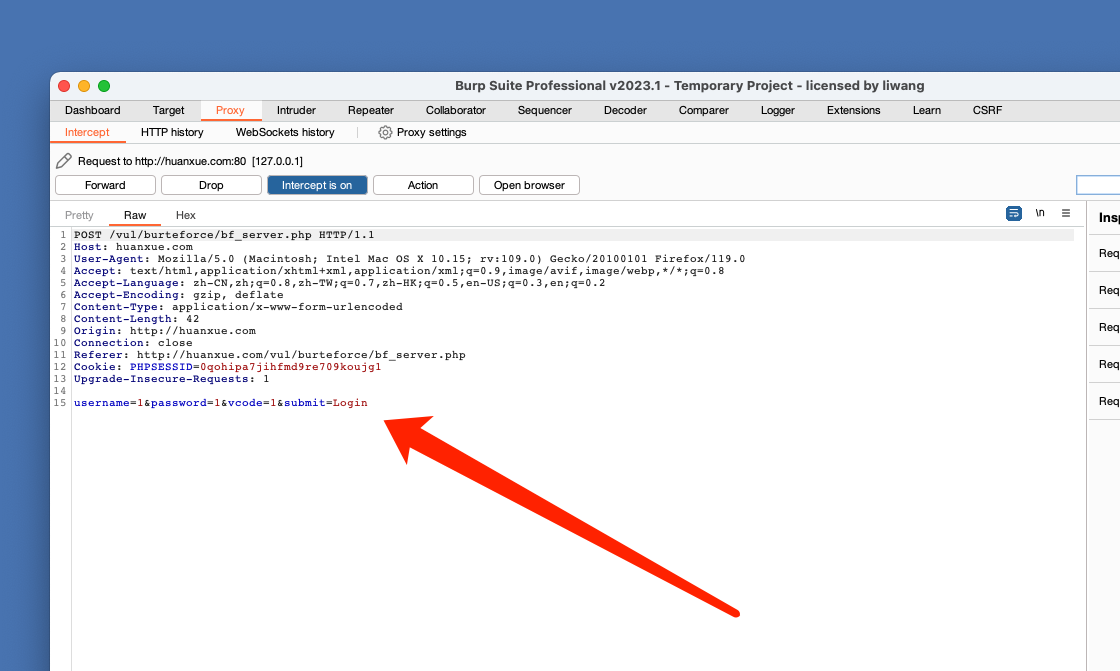 Burp Suite Professional v2023.1 - Temporary Project - licensed by liwang
Dashboard Target Proxy Intruder Repeater Collaborator Sequencer Decoder Comparer Logger Extensions Learn CSRF
Intercept HTTP history WebSockets history Proxy settings
Request to http://huanxue.com:80 [127.0.0.1]
Forward Drop Intercept is on Action Open browser
Pretty Raw Hex \n
1 POST /vul/burteforce/bf_server.php HTTP/1.1
2 Host: huanxue.com
3 User-Agent: Mozilla/5.0 (Macintosh; Intel Mac OS X 10.15; rv:109.0) Gecko/20100101 Firefox/119.0
4 Accept: text/html,application/xhtml+xml,application/xml;q=0.9,image/avif,image/webp,*/*;q=0.8
5 Accept-Language: zh-CN,zh;q=0.8,zh-TW;q=0.7,zh-HK;q=0.5,en-US;q=0.3,en;q=0.2
6 Accept-Encoding: gzip, deflate
7 Content-Type: application/x-www-form-urlencoded
8 Content-Length: 42
9 Origin: http://huanxue.com
10 Connection: close
11 Referer: http://huanxue.com/vul/burteforce/bf_server.php
12 Cookie: PHPSESSID=0qohipa7jihfmd9re709koujg1
13 Upgrade-Insecure-Requests: 1
14
15 username=1&password=1&vcode=1&submit=Login
Insp
Req
Req
Req
Req
Req